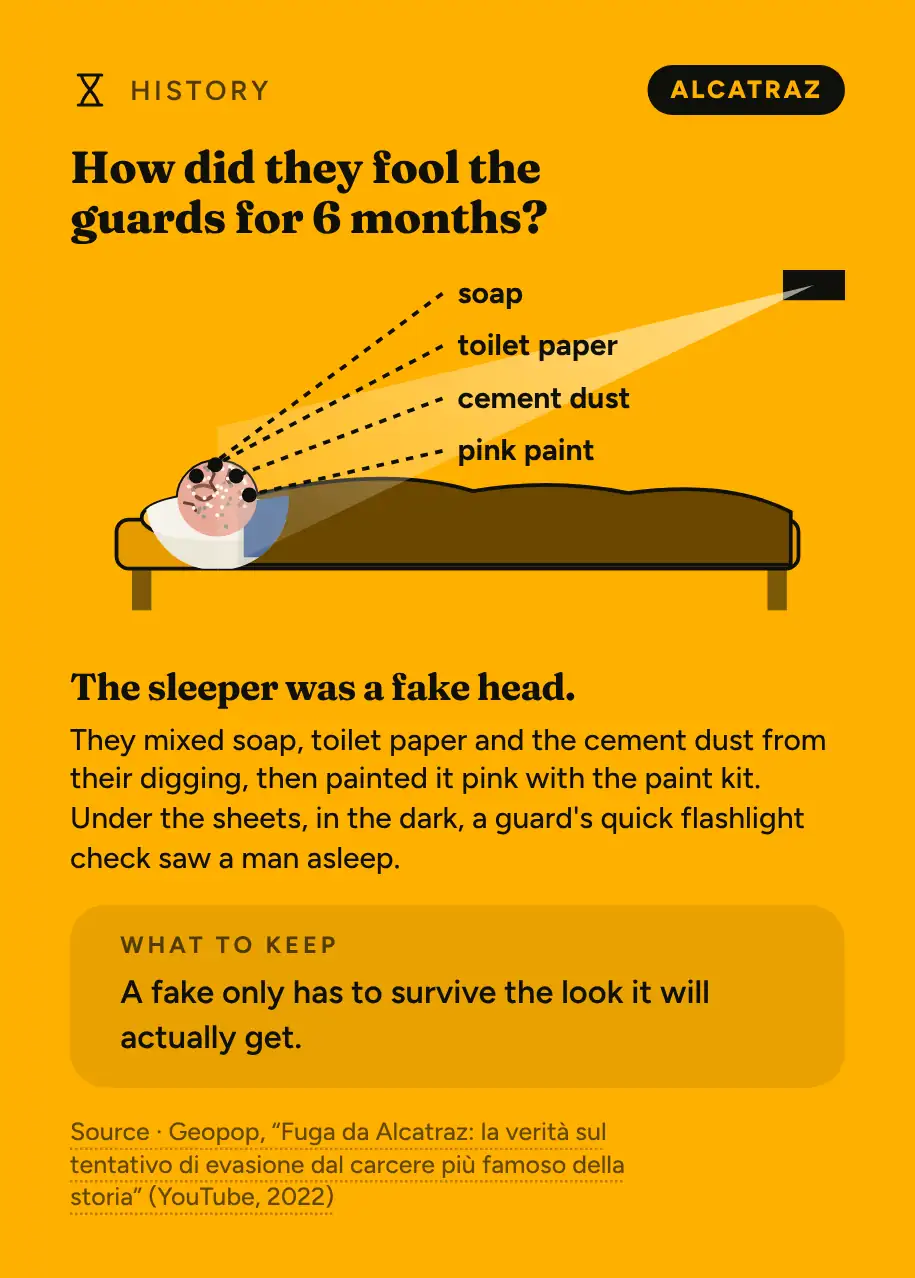 HISTORY
ALCATRAZ
How did they fool the
guards for 6 months?
soap
toilet paper
cement dust
pink paint
The sleeper was a fake head.
They mixed soap, toilet paper and the cement dust from
their digging, then painted it pink with the paint kit.
Under the sheets, in the dark, a guard's quick flashlight
check saw a man asleep.
WHAT TO KEEP
A fake only has to survive the look it will
actually get.
Source · Geopop, “Fuga da Alcatraz: la verità sul
tentativo di evasione dal carcere più famoso della
storia” (YouTube, 2022)